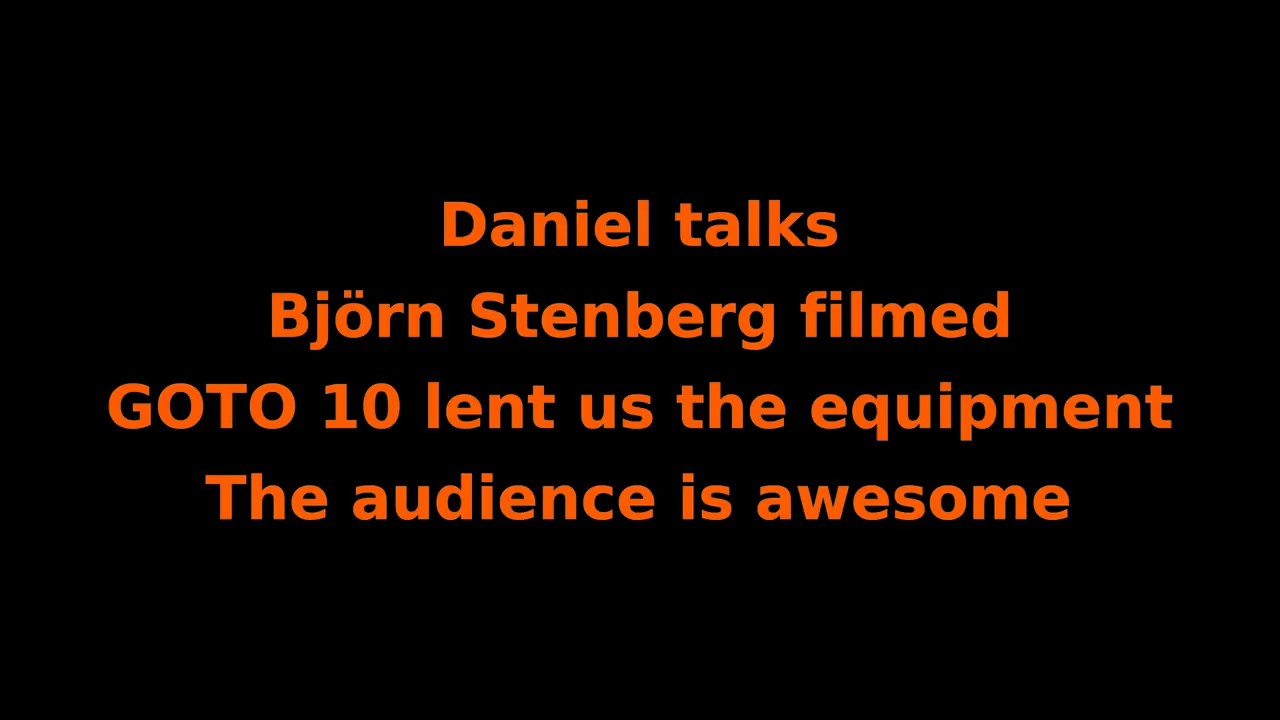 Daniel talks
Björn Stenberg filmed
GOTO 10 lent us the equipment
The audience is awesome